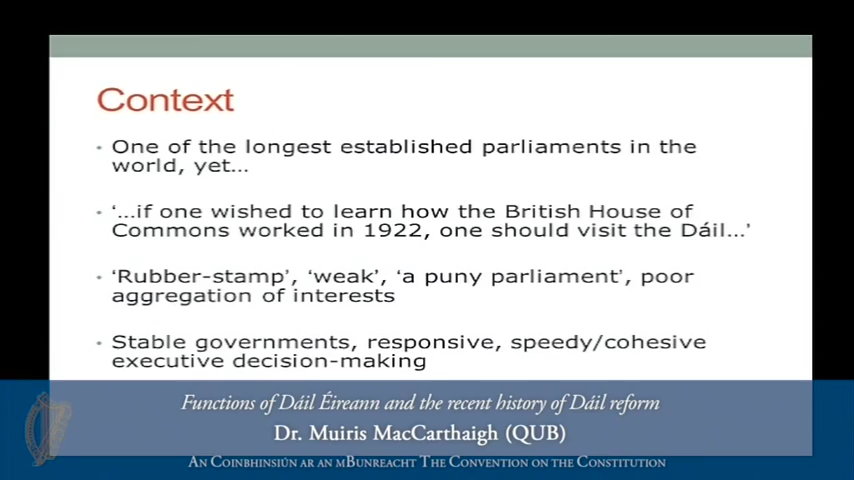 Context
• One of the longest established parliaments in the
world, yet…
• ‘…if one wished to learn how the British House of
Commons worked in 1922, one should visit the Dáil…’
• ‘Rubber-stamp’, ‘weak’, ‘a puny parliament’, poor
aggregation of interests
• Stable governments, responsive, speedy/cohesive
executive decision-making
Functions of Dáil Éireann and the recent history of Dáil reform
Dr. Muiris MacCarthaigh (QUB)
An Coinbhinsiún ar an mBunreacht The Convention on the Constitution